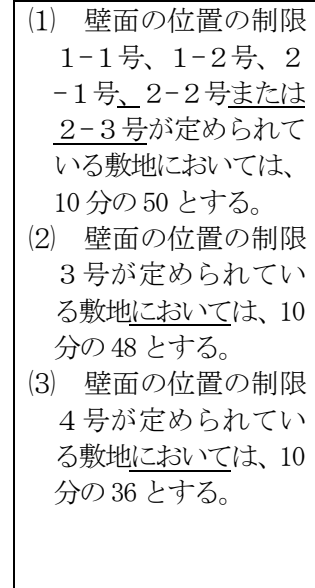 ⑴ 壁面の位置の制限
1-1号、1-2号、2
-1号、2-2号または
2-3号が定められて
いる敷地においては、
10分の50とする。
⑵ 壁面の位置の制限
3号が定められてい
る敷地においては、10
分の48とする。
⑶ 壁面の位置の制限
4号が定められてい
る敷地においては、10
分の36とする。